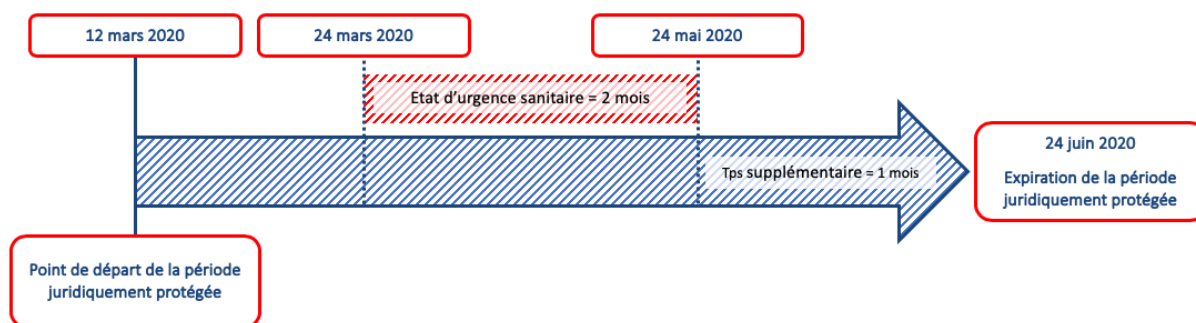 12 mars 2020
24 mars 2020
24 mai 2020
Etat d’urgence sanitaire = 2 mois
Tps supplémentaire = 1 mois
24 juin 2020
Expiration de la période
juridiquement protégée
Point de départ de la période
juridiquement protégée